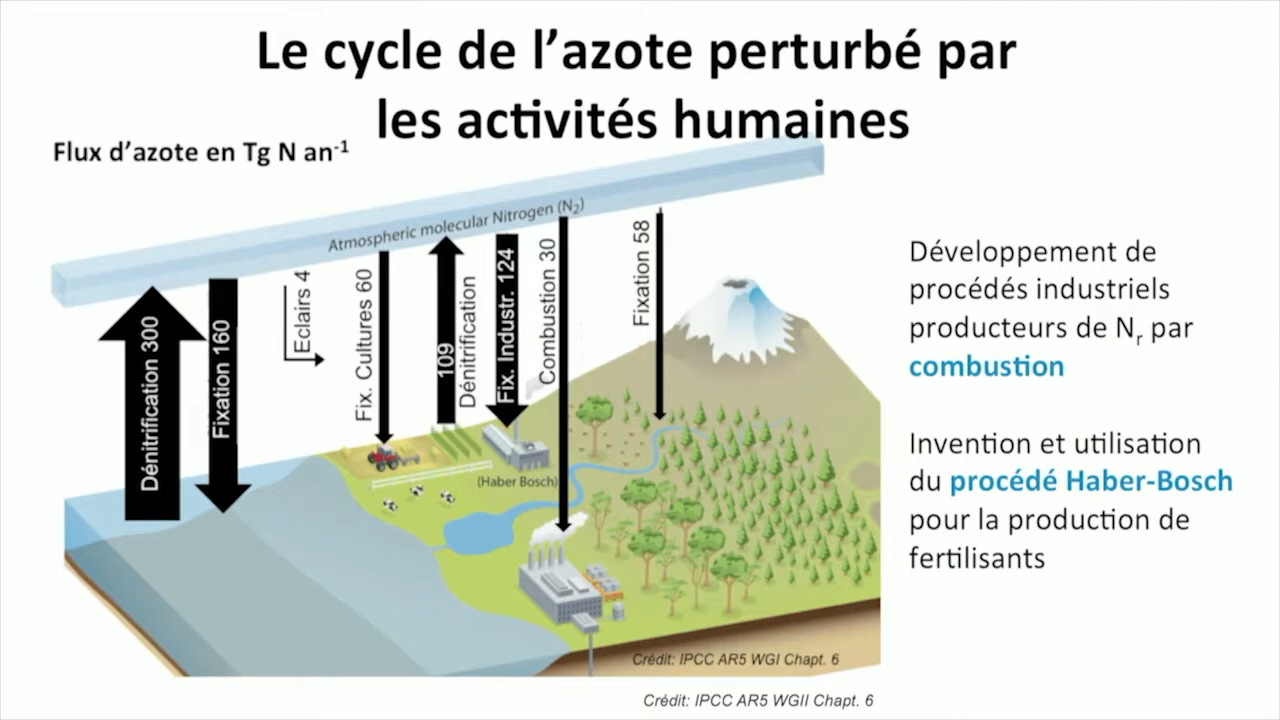 Le cycle de l’azote perturbé par
les activités humaines
Flux d’azote en Tg N an-1
Atmospheric molecular Nitrogen (N2)
Dénitrification 300
Fixation 160
Eclairs 4
Fix. Cultures 60
109
Dénitrification
Fix. Industr. 124
Combustion 30
Fixation 58
(Haber Bosch)
Crédit: IPCC AR5 WGI Chapt. 6
Crédit: IPCC AR5 WGII Chapt. 6
Développement de
procédés industriels
producteurs de Nr par
combustion
Invention et utilisation
du procédé Haber-Bosch
pour la production de
fertilisants